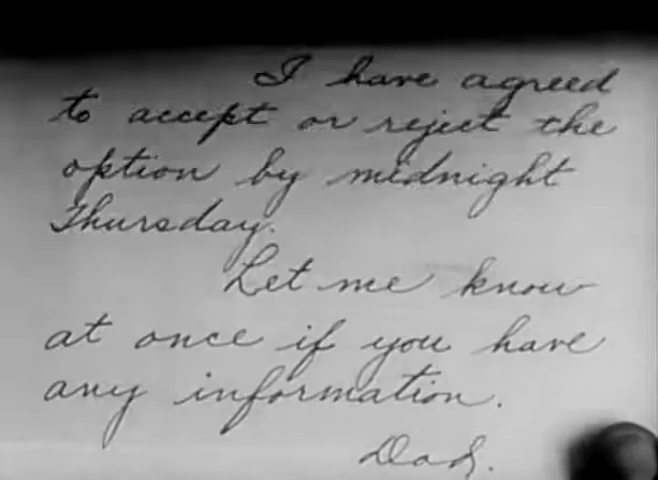 I have agreed
to accept or reject the
option by midnight
Thursday.
Let me know
at once if you have
any information.
Dad.